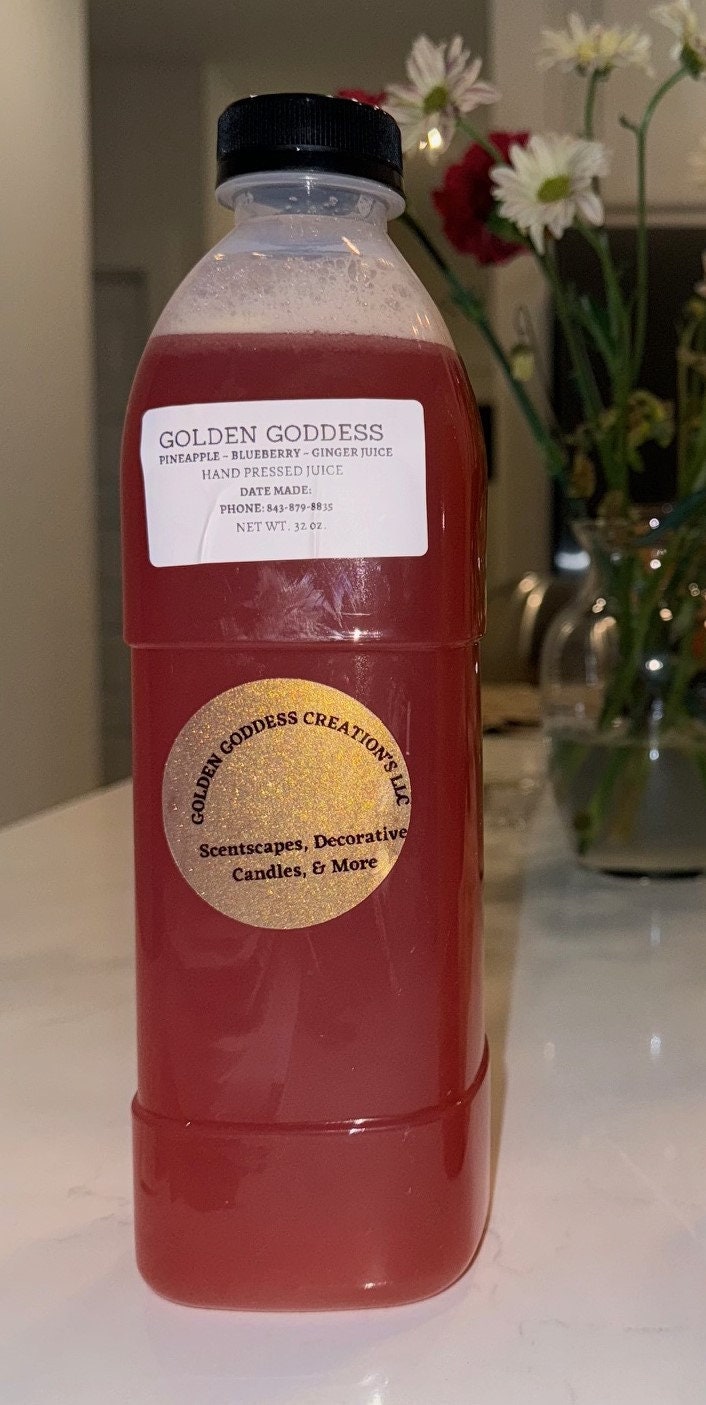 GOLDEN GODDESS
PINEAPPLE - BLUEBERRY - GINGER JUICE
HAND PRESSED JUICE
DATE MADE:
PHONE: 843-879-8835
NET WT. 32 OZ.
GOLDEN GODDESS CREATION'S LLC
Scentscapes, Decorative
Candles, & More